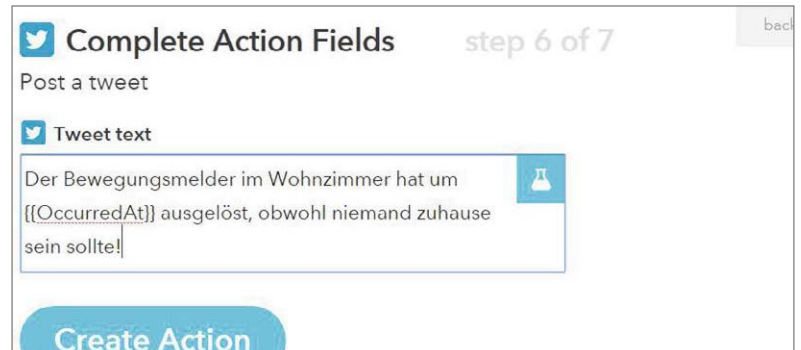 Complete Action Fields step 6 of 7
Post a tweet
Tweet text
Der Bewegungsmelder im Wohnzimmer hat um
{{OccurredAt}} ausgelöst, obwohl niemand zuhause
sein sollte!
Create Action